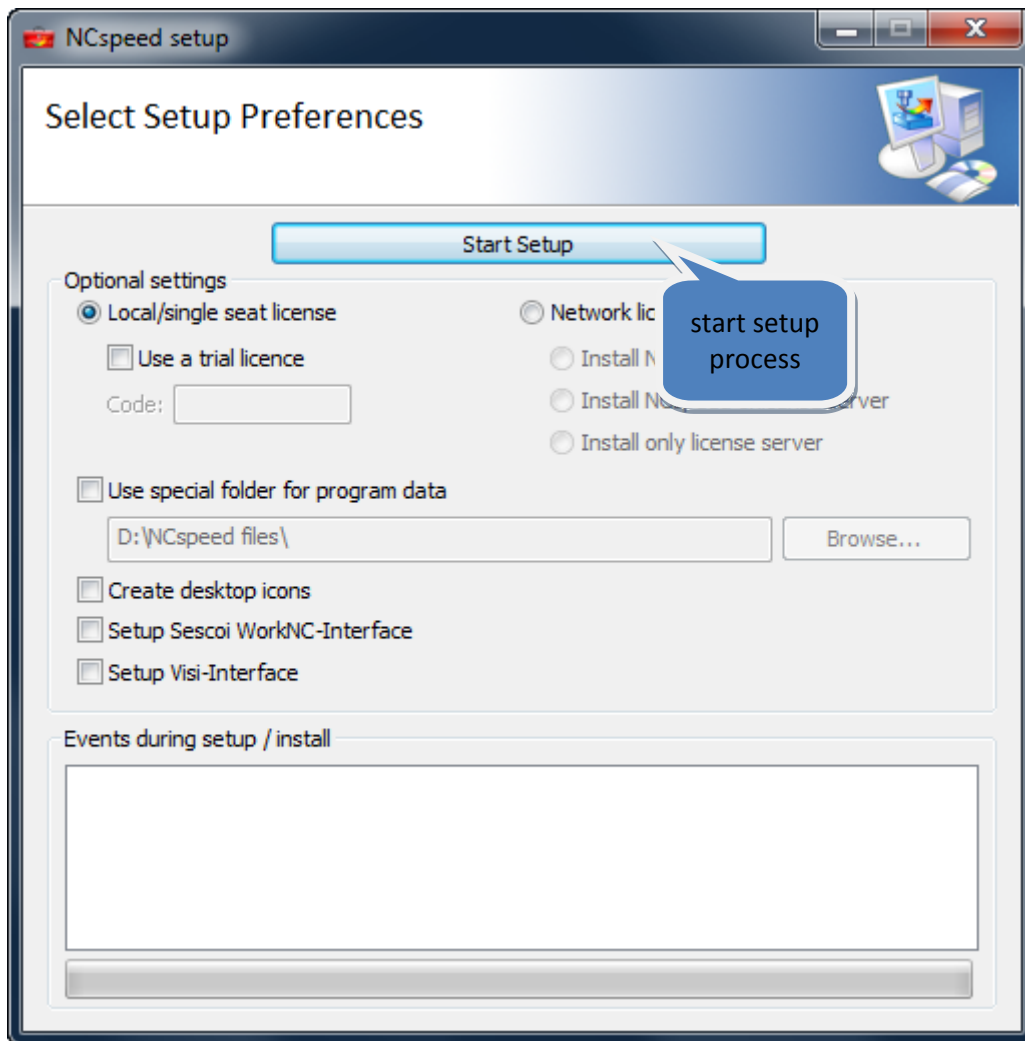 NCspeed setup
Select Setup Preferences
Start Setup
Optional settings
Local/single seat license
Network
start setup
process
Use a trial licence
Install
Code:
Install
Install only license server
Use special folder for program data
D:\NCspeed files\
Browse...
Create desktop icons
Setup Sescoi WorkNC-Interface
Setup Visi-Interface
Events during setup / install